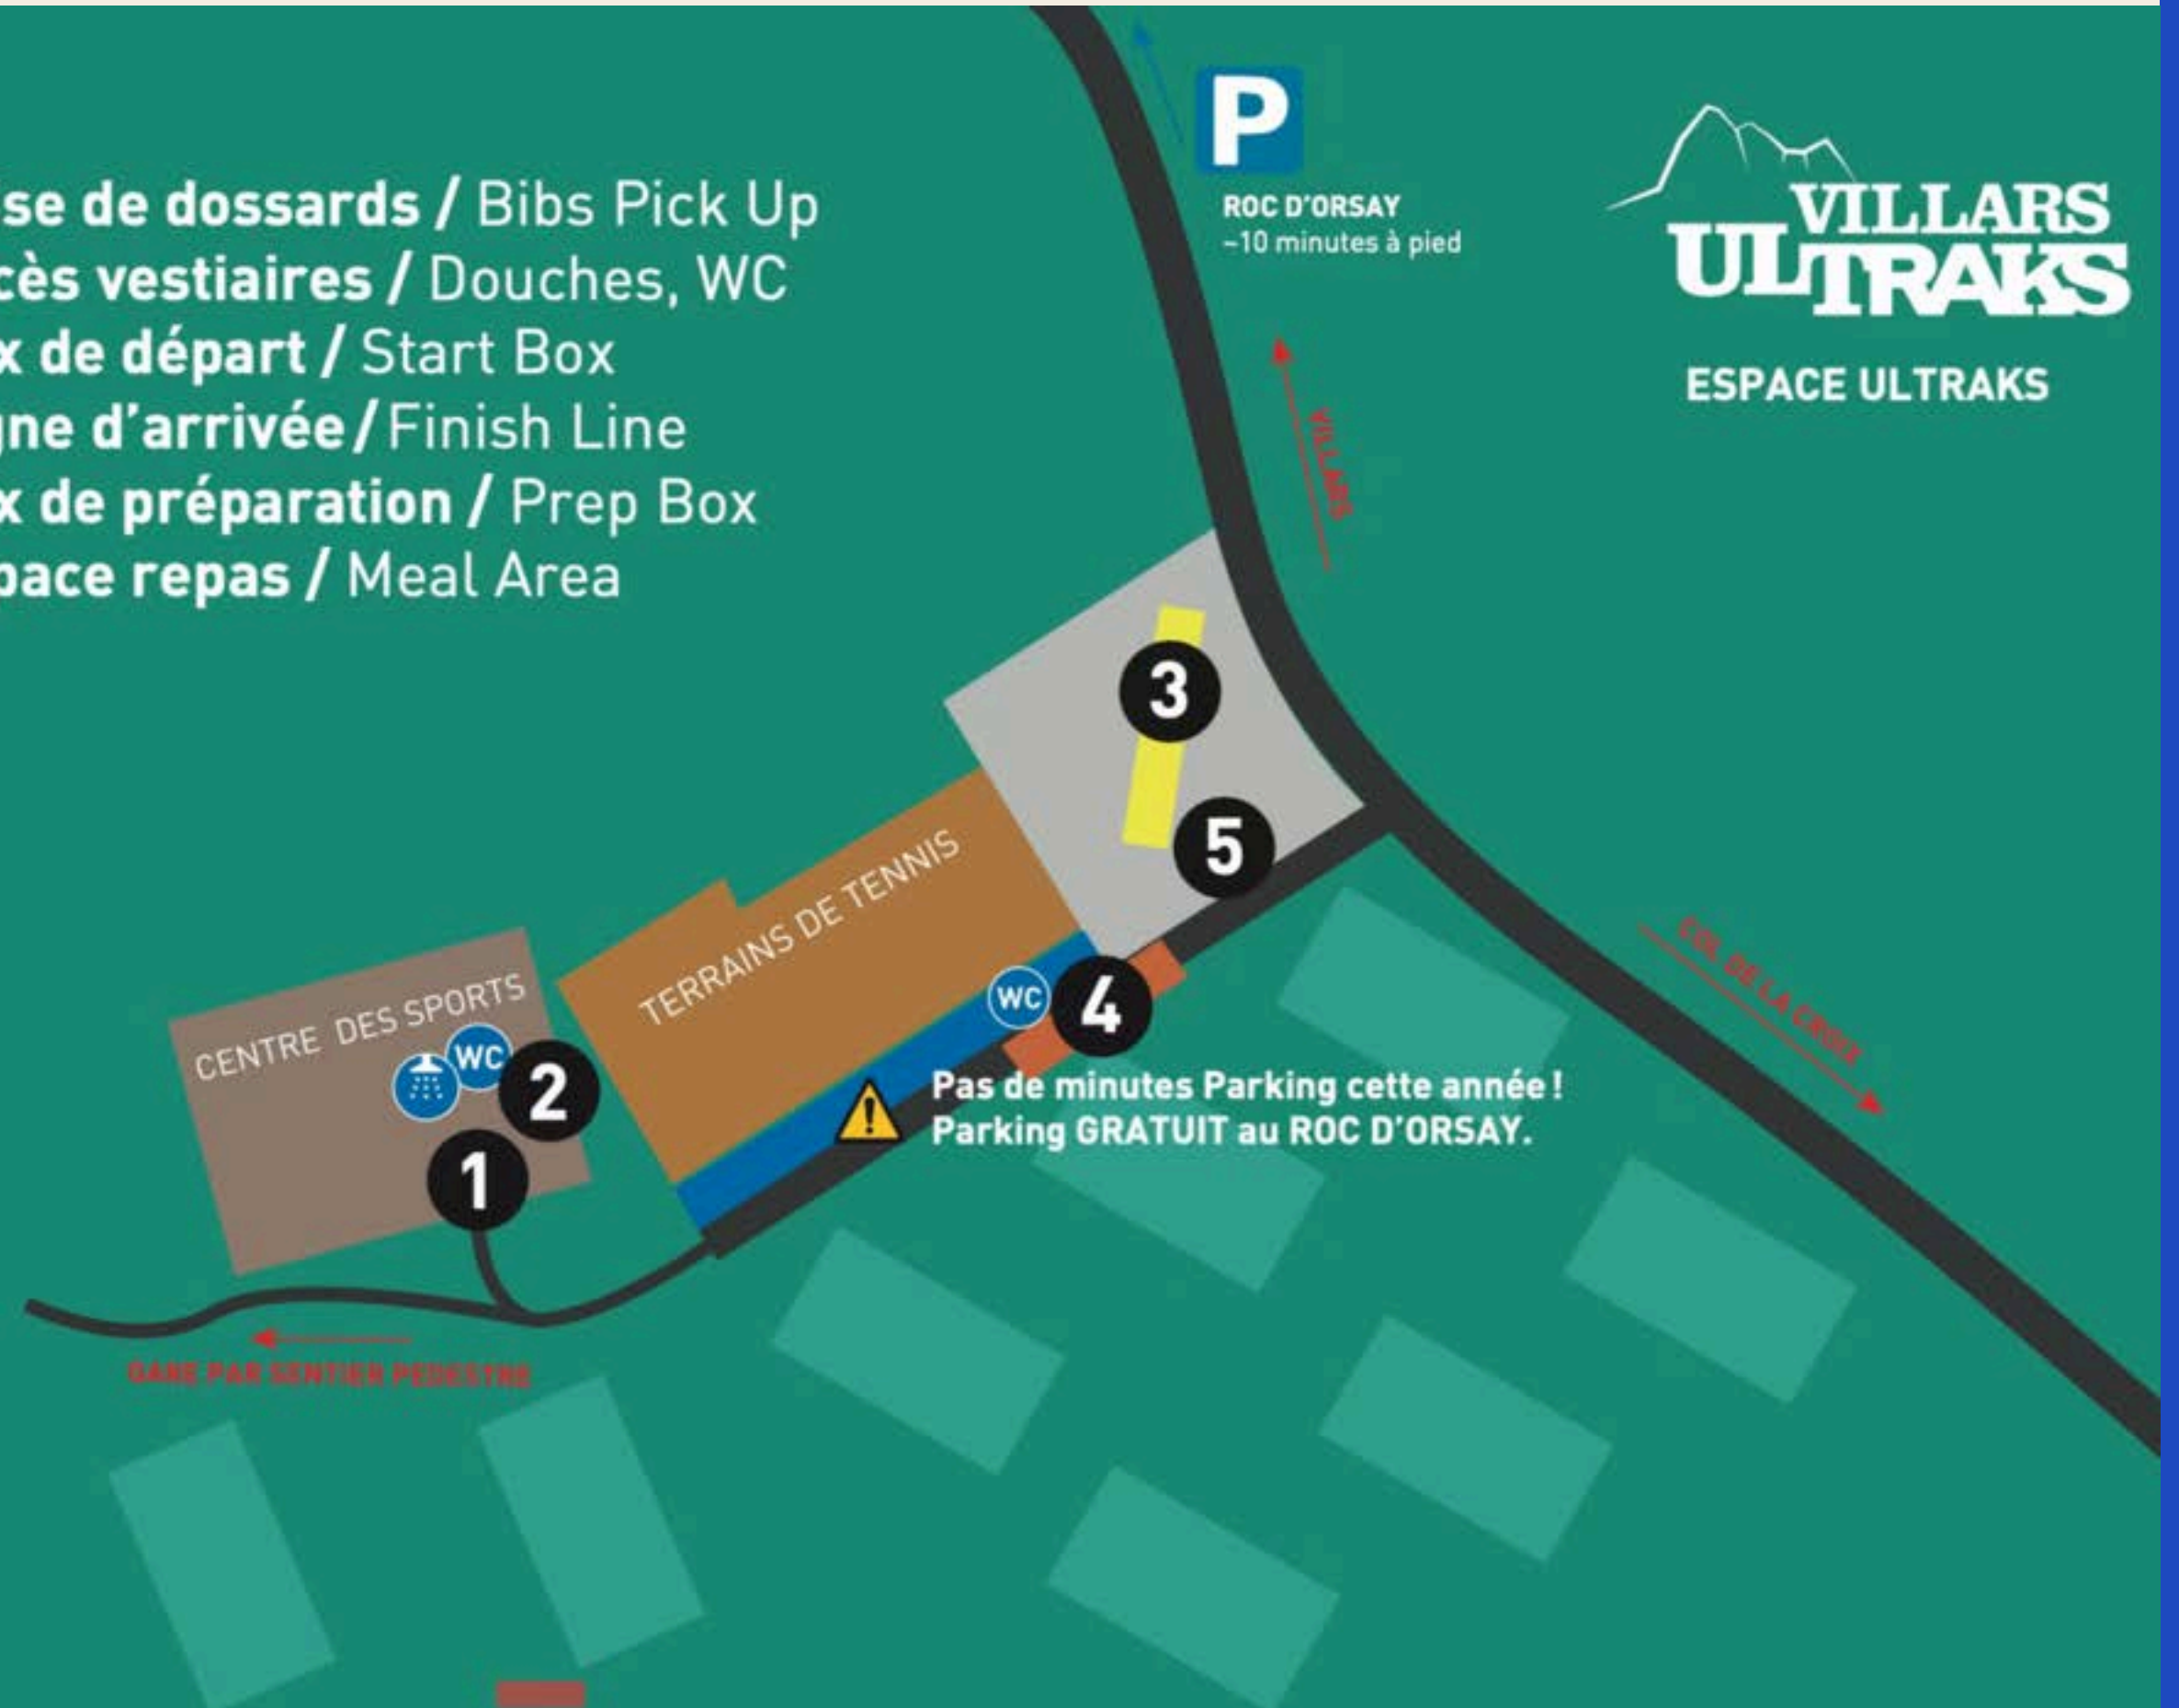 se de dossards / Bibs Pick Up
cès vestiaires / Douches, WC
x de départ / Start Box
gne d'arrivée / Finish Line
x de préparation / Prep Box
pace repas / Meal Area
P
ROC D'ORSAY
~10 minutes à pied
VILLARS
ULTRAKS
ESPACE ULTRAKS
VILLARS
3
5
TERRAINS DE TENNIS
COL DE LA CROIX
CENTRE DES SPORTS
WC
4
WC
2
1
Pas de minutes Parking cette année !
Parking GRATUIT au ROC D'ORSAY.
GARE PAR SENTIER PEDESTRE